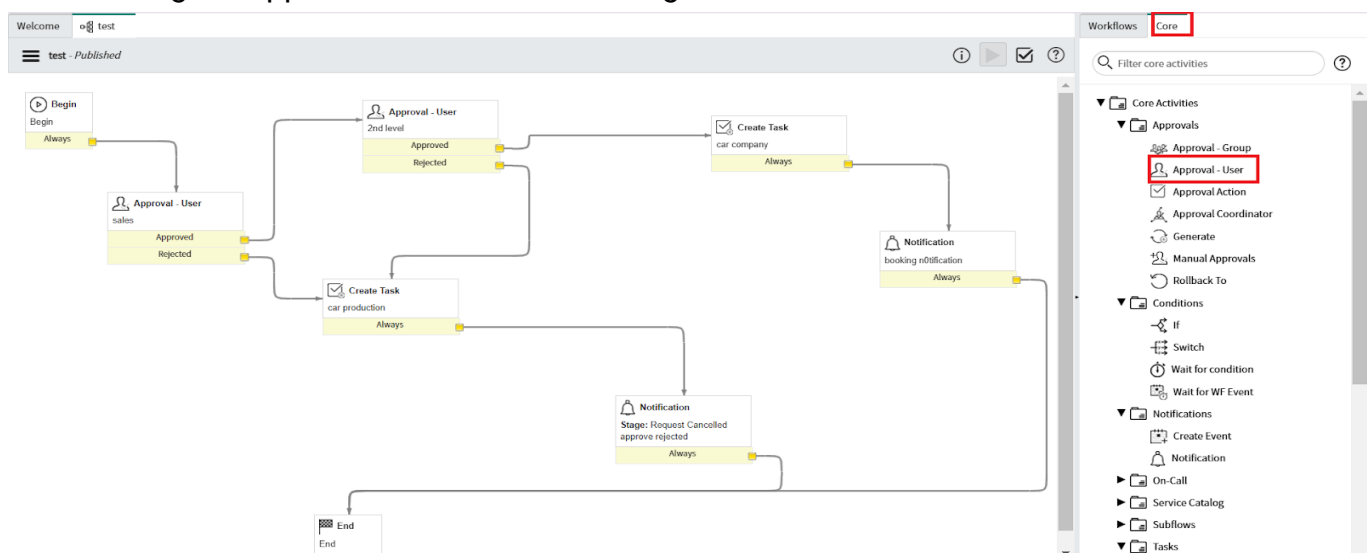 Welcome
test
Workflows
Core
test - Published
Filter core activities
Begin
Begin
Always
Approval - User
2nd level
Approved
Rejected
Create Task
car company
Always
Approval - User
sales
Approved
Rejected
Notification
booking n0tification
Always
Create Task
car production
Always
Notification
Stage: Request Cancelled
approve rejected
Always
End
End
Core Activities
Approvals
Approval - Group
Approval - User
Approval Action
Approval Coordinator
Generate
Manual Approvals
Rollback To
Conditions
If
Switch
Wait for condition
Wait for WF Event
Notifications
Create Event
Notification
On-Call
Service Catalog
Subflows
Tasks